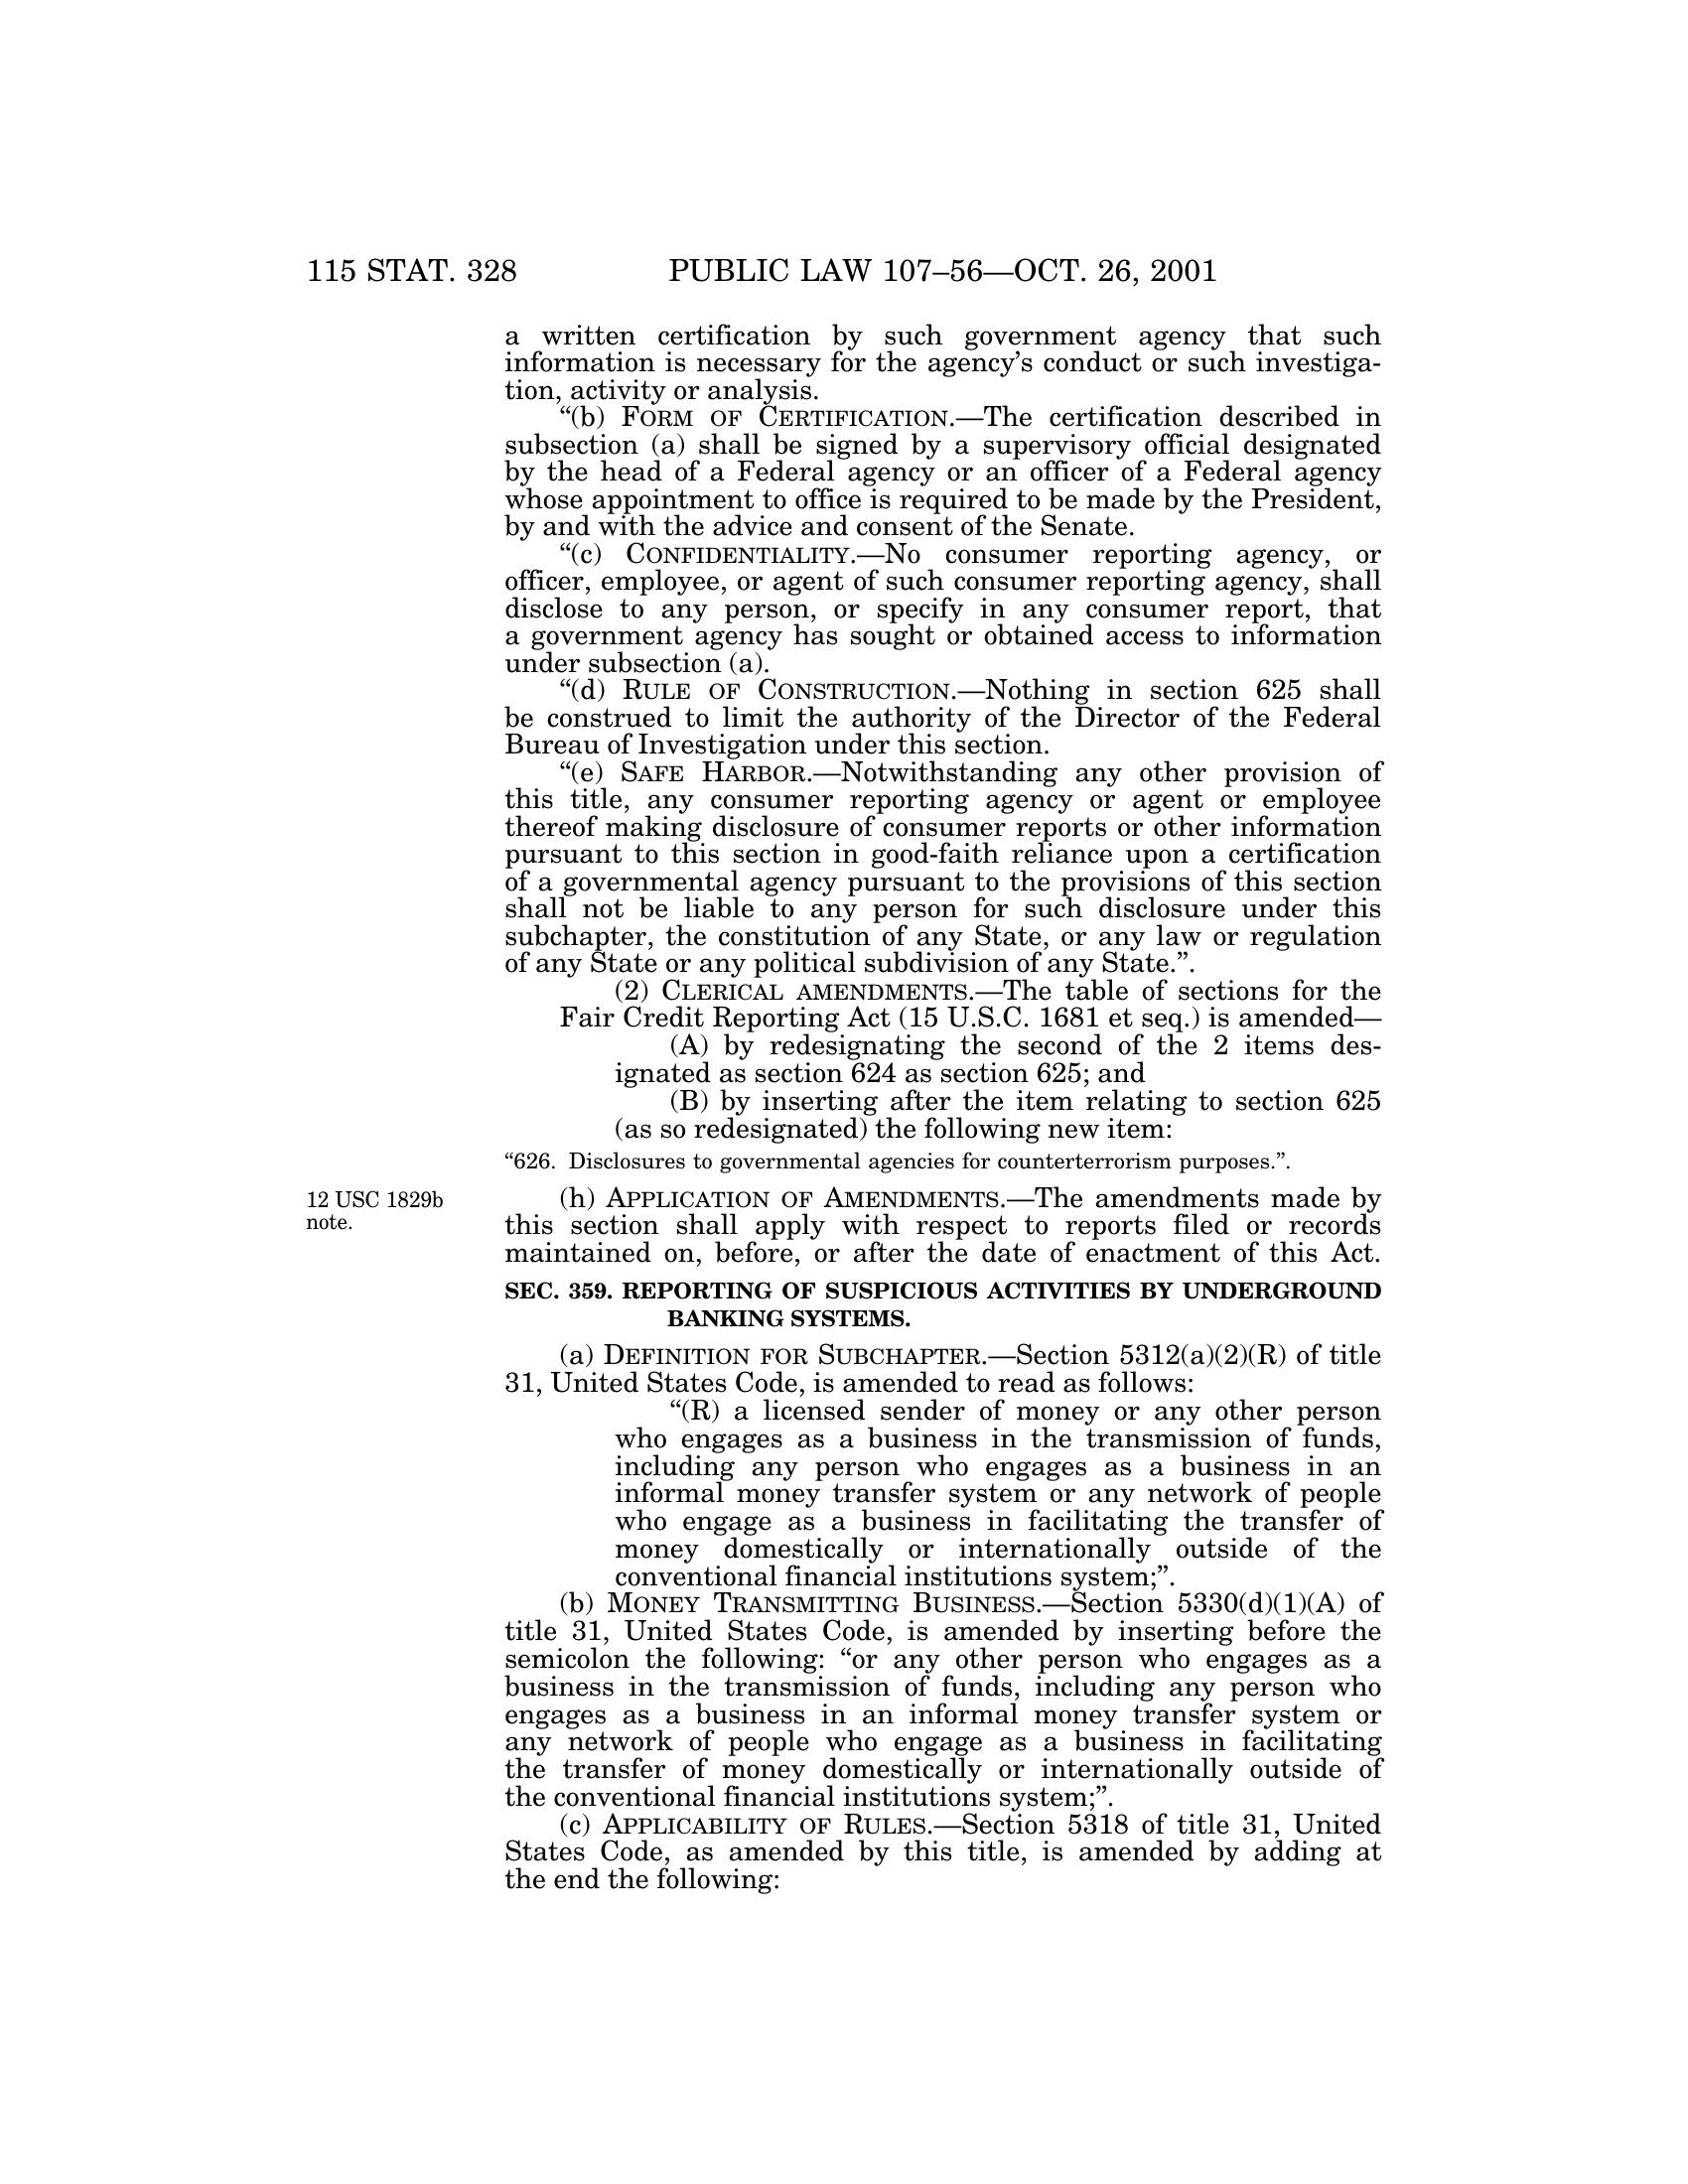 115 STAT. 328
PUBLIC LAW 107–56—OCT. 26, 2001
a written certification by such government agency that such
information is necessary for the agency’s conduct or such investiga-
tion, activity or analysis.
“(b) FORM OF CERTIFICATION.—The certification described in
subsection (a) shall be signed by a supervisory official designated
by the head of a Federal agency or an officer of a Federal agency
whose appointment to office is required to be made by the President,
by and with the advice and consent of the Senate.
“(c) CONFIDENTIALITY.—No consumer reporting agency, or
officer, employee, or agent of such consumer reporting agency, shall
disclose to any person, or specify in any consumer report, that
a government agency has sought or obtained access to information
under subsection (a).
“(d) RULE OF CONSTRUCTION.—Nothing in section 625 shall
be construed to limit the authority of the Director of the Federal
Bureau of Investigation under this section.
“(e) SAFE HARBOR.—Notwithstanding any other provision of
this title, any consumer reporting agency or agent or employee
thereof making disclosure of consumer reports or other information
pursuant to this section in good-faith reliance upon a certification
of a governmental agency pursuant to the provisions of this section
shall not be liable to any person for such disclosure under this
subchapter, the constitution of any State, or any law or regulation
of any State or any political subdivision of any State.”.
(2) CLERICAL AMENDMENTS.—The table of sections for the
Fair Credit Reporting Act (15 U.S.C. 1681 et seq.) is amended—
(A) by redesignating the second of the 2 items des-
ignated as section 624 as section 625; and
(B) by inserting after the item relating to section 625
(as so redesignated) the following new item:
“626. Disclosures to governmental agencies for counterterrorism purposes.”.
12 USC 1829b
note.
(h) APPLICATION OF AMENDMENTS.—The amendments made by
this section shall apply with respect to reports filed or records
maintained on, before, or after the date of enactment of this Act.
SEC. 359. REPORTING OF SUSPICIOUS ACTIVITIES BY UNDERGROUND
BANKING SYSTEMS.
(a) DEFINITION FOR SUBCHAPTER.—Section 5312(a)(2)(R) of title
31, United States Code, is amended to read as follows:
“(R) a licensed sender of money or any other person
who engages as a business in the transmission of funds,
including any person who engages as a business in an
informal money transfer system or any network of people
who engage as a business in facilitating the transfer of
money domestically or internationally outside of the
conventional financial institutions system;”.
(b) MONEY TRANSMITTING BUSINESS.—Section 5330(d)(1)(A) of
title 31, United States Code, is amended by inserting before the
semicolon the following: “or any other person who engages as a
business in the transmission of funds, including any person who
engages as a business in an informal money transfer system or
any network of people who engage as a business in facilitating
the transfer of money domestically or internationally outside of
the conventional financial institutions system;”.
(c) APPLICABILITY OF RULES.—Section 5318 of title 31, United
States Code, as amended by this title, is amended by adding at
the end the following: